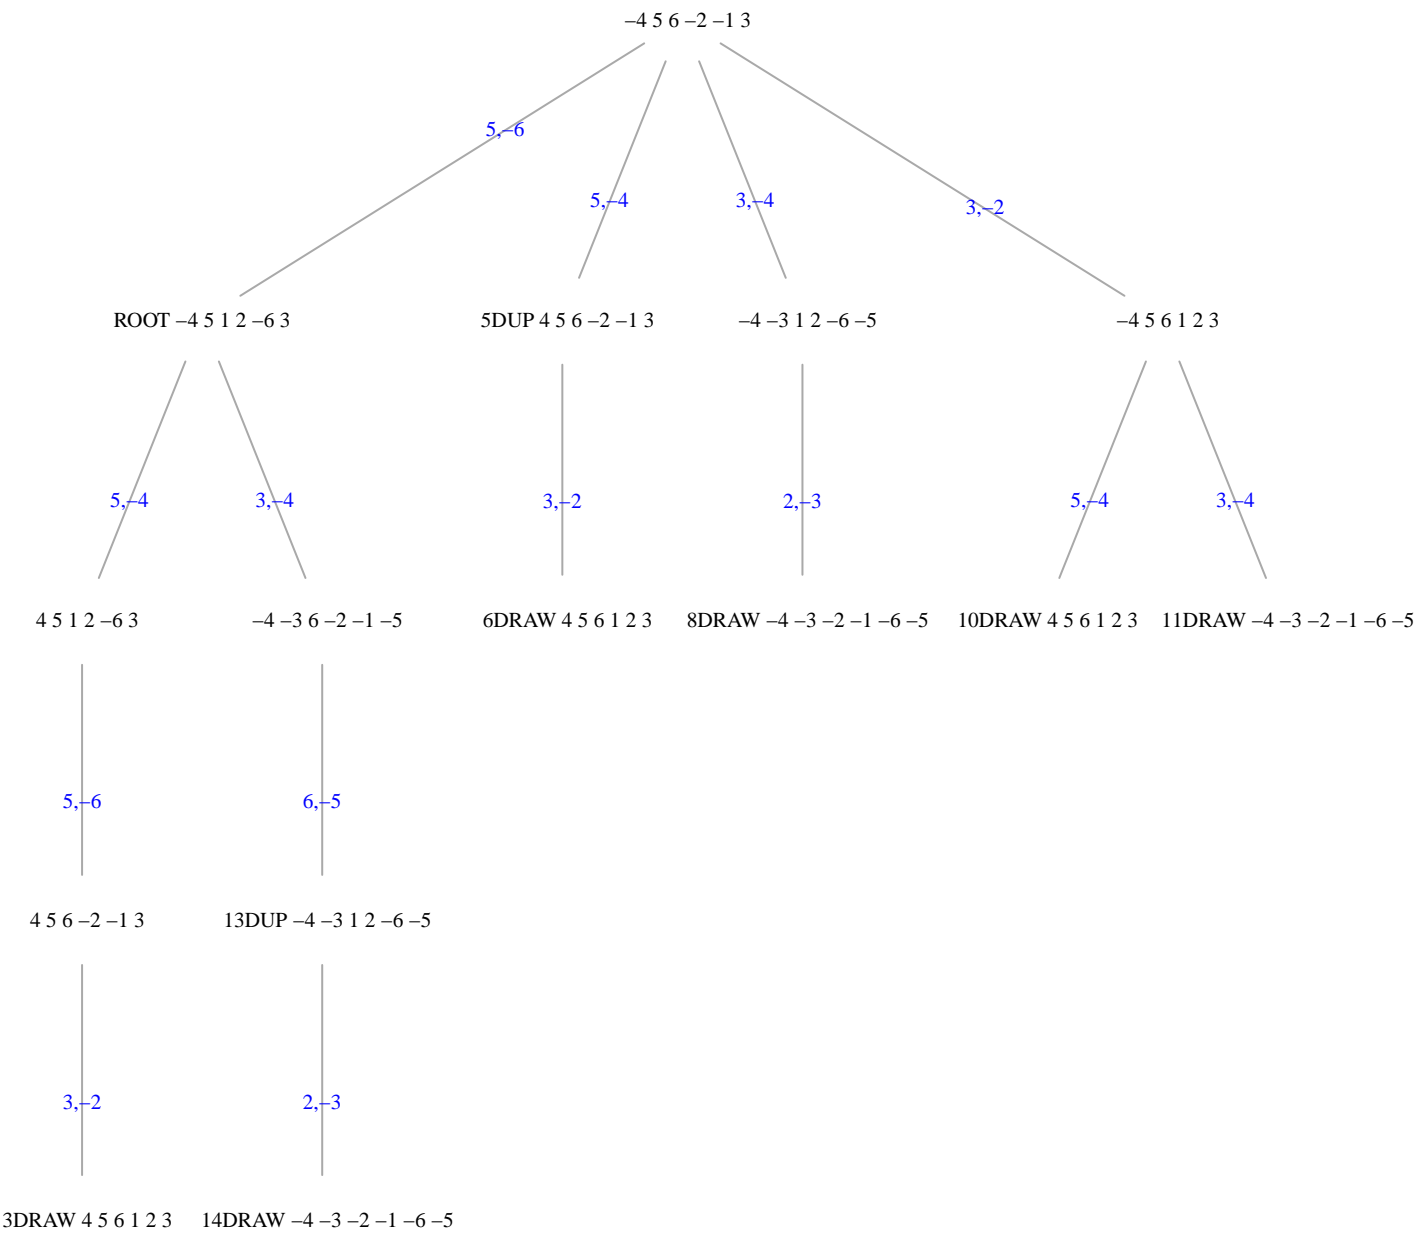 –4 5 6 –2 –1 3
5,–6
5,–4
3,–4
3,–2
ROOT –4 5 1 2 –6 3
5DUP 4 5 6 –2 –1 3
–4 –3 1 2 –6 –5
–4 5 6 1 2 3
5,–4
3,–4
3,–2
2,–3
5,–4
3,–4
4 5 1 2 –6 3
–4 –3 6 –2 –1 –5
6DRAW 4 5 6 1 2 3
8DRAW –4 –3 –2 –1 –6 –5
10DRAW 4 5 6 1 2 3
11DRAW –4 –3 –2 –1 –6 –5
5,–6
6,–5
4 5 6 –2 –1 3
13DUP –4 –3 1 2 –6 –5
3,–2
2,–3
3DRAW 4 5 6 1 2 3
14DRAW –4 –3 –2 –1 –6 –5